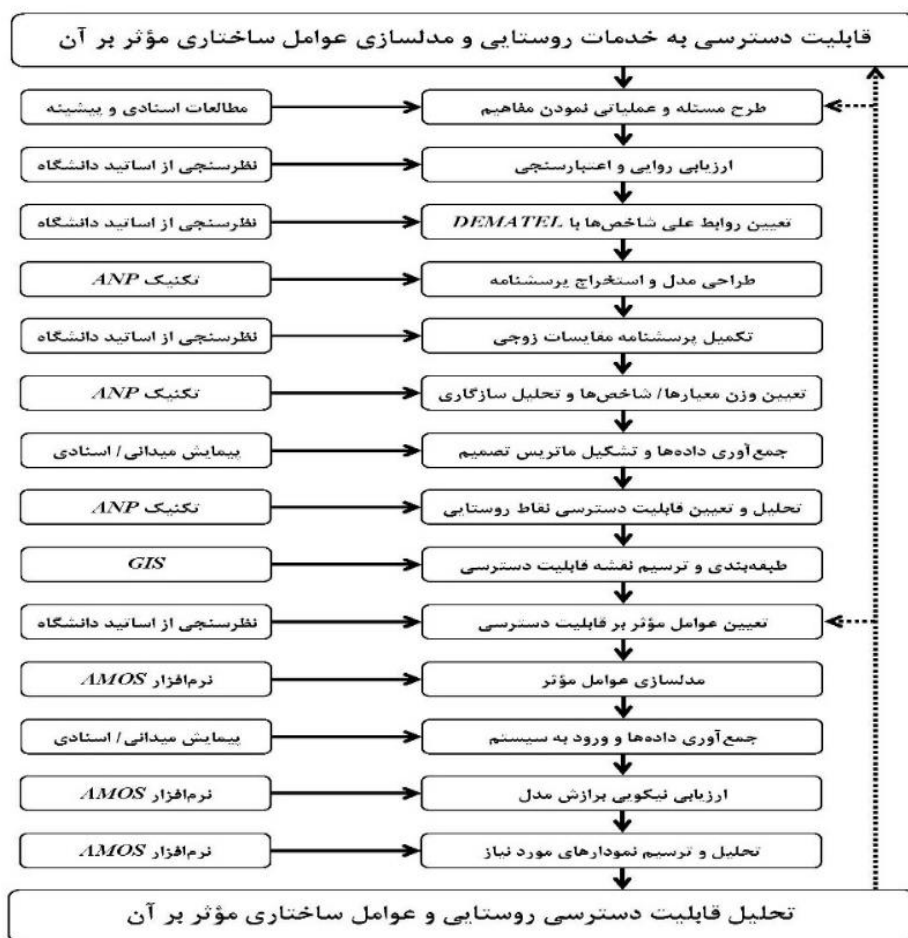 قابلیت دسترسی به خدمات روستایی و مدلسازی عوامل ساختاری مؤثر بر آن
طرح مسئله و عملیاتی نمودن مفاهیم
مطالعات اسنادی و پیشینه
ارزیابی روایی و اعتبارسنجی
نظرسنجی از اساتید دانشگاه
تعیین روابط علی شاخص‌ها با DEMATEL
نظرسنجی از اساتید دانشگاه
طراحی مدل و استخراج پرسشنامه
تکنیک ANP
تکمیل پرسشنامه مقایسات زوجی
نظرسنجی از اساتید دانشگاه
تعیین وزن معیارها/ شاخص‌ها و تحلیل سازگاری
تکنیک ANP
جمع‌آوری داده‌ها و تشکیل ماتریس تصمیم
پیمایش میدانی/ اسنادی
تحلیل و تعیین قابلیت دسترسی نقاط روستایی
تکنیک ANP
طبقه‌بندی و ترسیم نقشه قابلیت دسترسی
GIS
تعیین عوامل مؤثر بر قابلیت دسترسی
نظرسنجی از اساتید دانشگاه
مدلسازی عوامل مؤثر
نرم‌افزار AMOS
جمع‌آوری داده‌ها و ورود به سیستم
پیمایش میدانی/ اسنادی
ارزیابی نیکویی برازش مدل
نرم‌افزار AMOS
تحلیل و ترسیم نمودارهای مورد نیاز
نرم‌افزار AMOS
تحلیل قابلیت دسترسی روستایی و عوامل ساختاری مؤثر بر آن